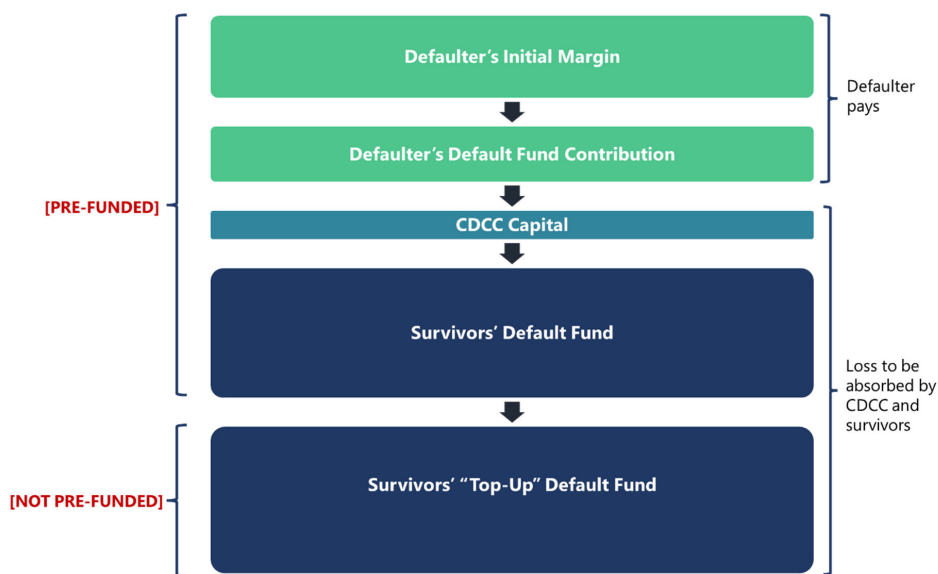 Defaulter’s Initial Margin
Defaulter
pays
Defaulter’s Default Fund Contribution
[PRE-FUNDED]
CDCC Capital
Survivors’ Default Fund
Loss to be
absorbed by
CDCC and
survivors
Survivors’ “Top-Up” Default Fund
[NOT PRE-FUNDED]